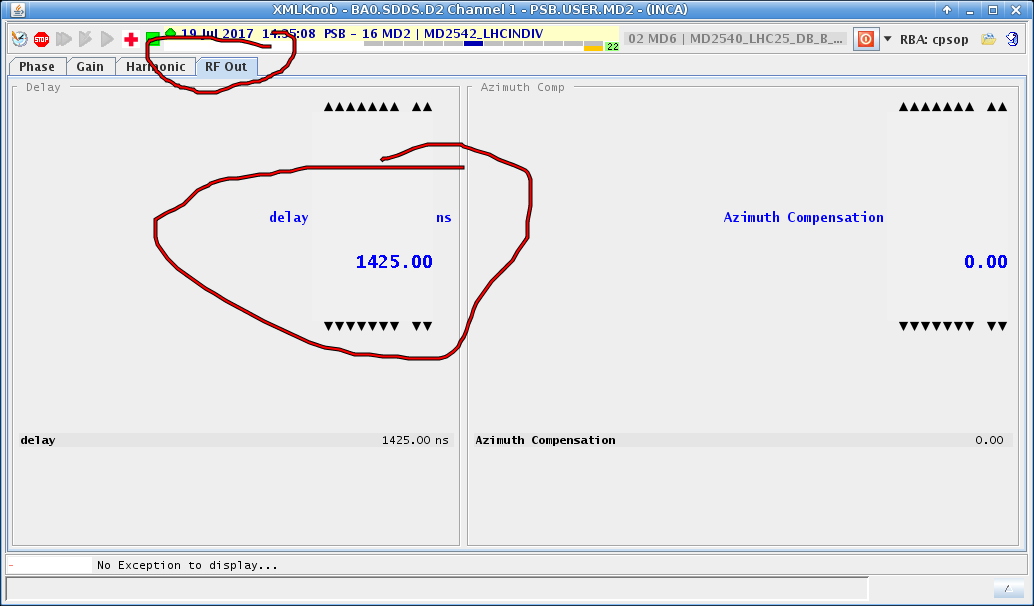 XMLKnob - BA0.SDDS.D2 Channel 1 - PSB.USER.MD2 - (INCA)
STOP 19 Jul 2017 14:35:08 PSB - 16 MD2 | MD2542_LHCINDIV 22 02 MD6 | MD2540_LHC25_DB_B_... RBA: cpsop
Phase Gain Harmonic RF Out
Delay Azimuth Comp
delay ns Azimuth Compensation
1425.00 0.00
delay 1425.00 ns Azimuth Compensation 0.00
- No Exception to display...